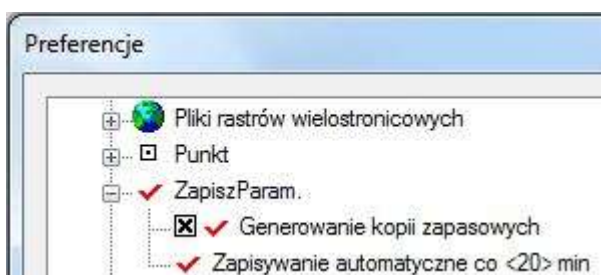 Preferencje
Pliki rastrów wielostronicowych
Punkt
ZapiszParam.
Generowanie kopii zapasowych
Zapisywanie automatyczne co <20> min